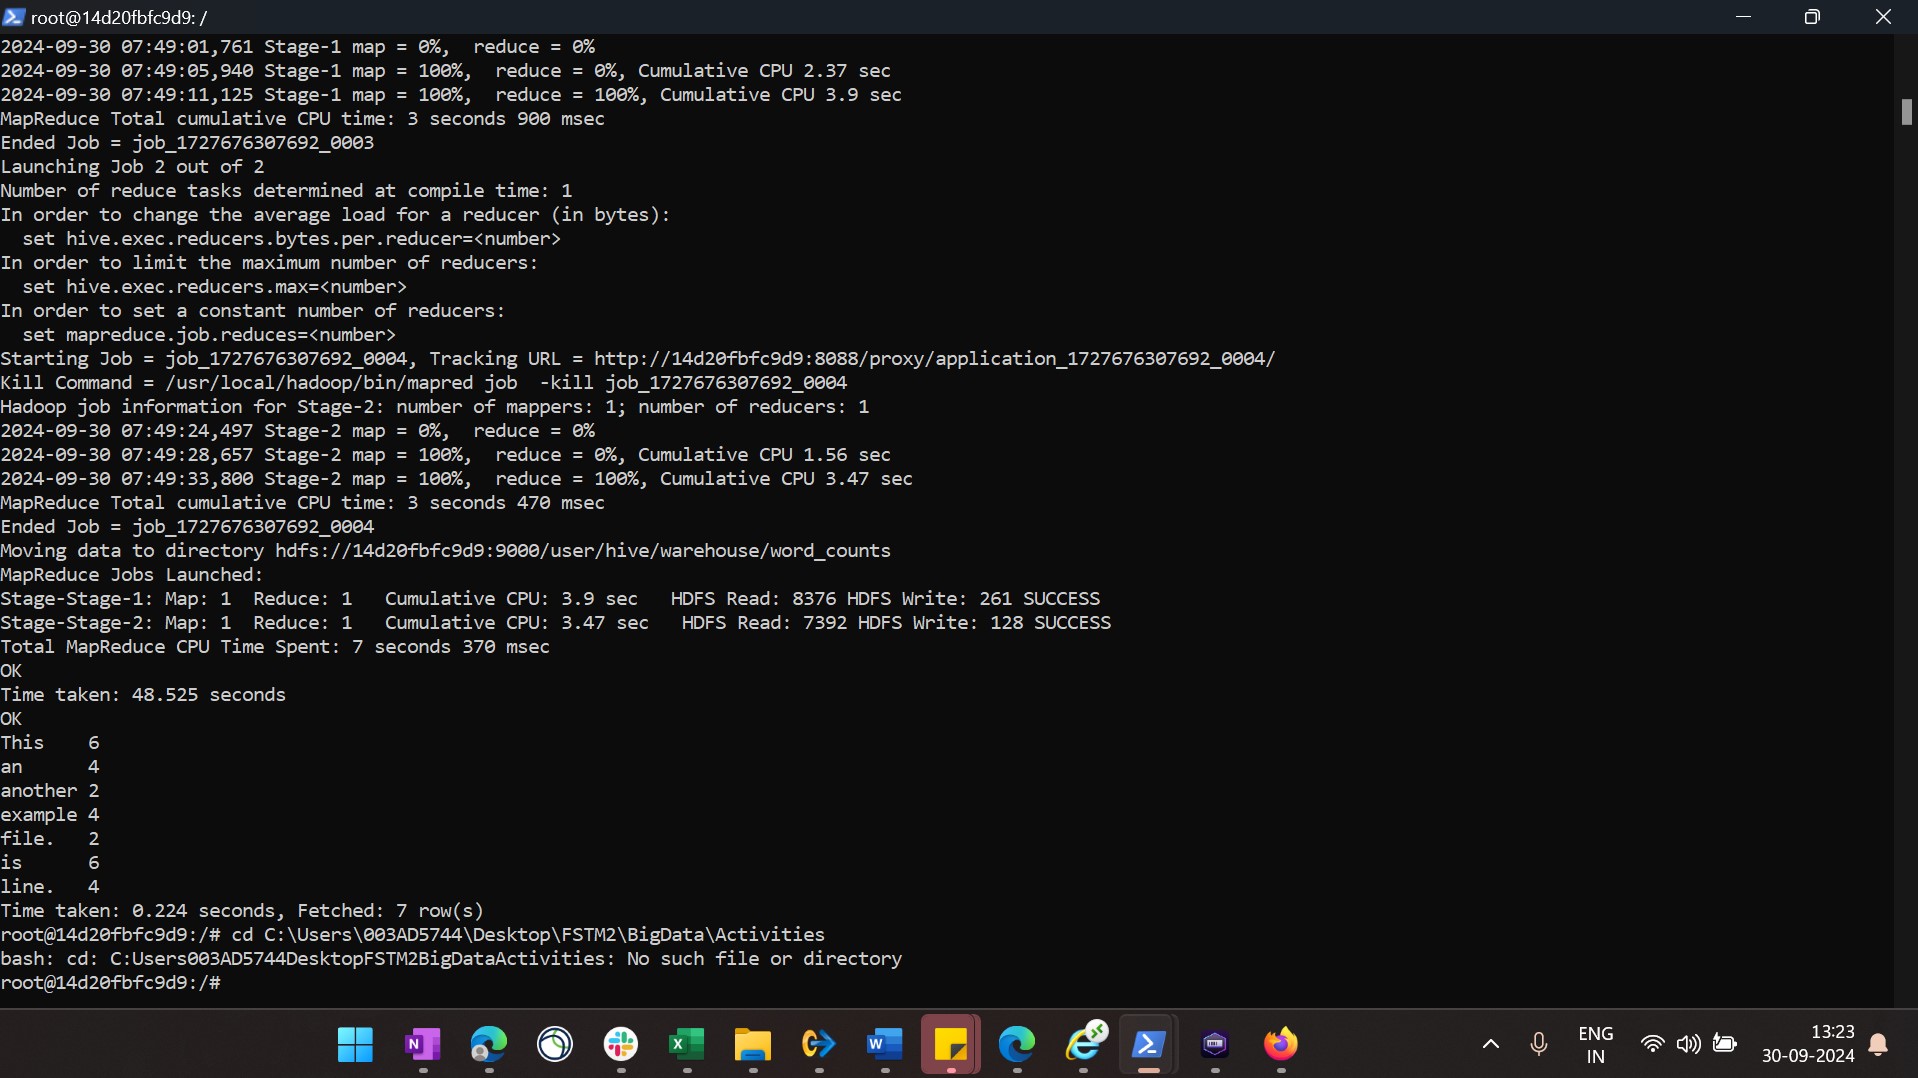 root@14d20fbfc9d9: /
2024-09-30 07:49:01,761 Stage-1 map = 0%,  reduce = 0%
2024-09-30 07:49:05,940 Stage-1 map = 100%,  reduce = 0%, Cumulative CPU 2.37 sec
2024-09-30 07:49:11,125 Stage-1 map = 100%,  reduce = 100%, Cumulative CPU 3.9 sec
MapReduce Total cumulative CPU time: 3 seconds 900 msec
Ended Job = job_1727676307692_0003
Launching Job 2 out of 2
Number of reduce tasks determined at compile time: 1
In order to change the average load for a reducer (in bytes):
  set hive.exec.reducers.bytes.per.reducer=<number>
In order to limit the maximum number of reducers:
  set hive.exec.reducers.max=<number>
In order to set a constant number of reducers:
  set mapreduce.job.reduces=<number>
Starting Job = job_1727676307692_0004, Tracking URL = http://14d20fbfc9d9:8088/proxy/application_1727676307692_0004/
Kill Command = /usr/local/hadoop/bin/mapred job  -kill job_1727676307692_0004
Hadoop job information for Stage-2: number of mappers: 1; number of reducers: 1
2024-09-30 07:49:24,497 Stage-2 map = 0%,  reduce = 0%
2024-09-30 07:49:28,657 Stage-2 map = 100%,  reduce = 0%, Cumulative CPU 1.56 sec
2024-09-30 07:49:33,800 Stage-2 map = 100%,  reduce = 100%, Cumulative CPU 3.47 sec
MapReduce Total cumulative CPU time: 3 seconds 470 msec
Ended Job = job_1727676307692_0004
Moving data to directory hdfs://14d20fbfc9d9:9000/user/hive/warehouse/word_counts
MapReduce Jobs Launched:
Stage-Stage-1: Map: 1  Reduce: 1   Cumulative CPU: 3.9 sec   HDFS Read: 8376 HDFS Write: 261 SUCCESS
Stage-Stage-2: Map: 1  Reduce: 1   Cumulative CPU: 3.47 sec   HDFS Read: 7392 HDFS Write: 128 SUCCESS
Total MapReduce CPU Time Spent: 7 seconds 370 msec
OK
Time taken: 48.525 seconds
OK
This    6
an      4
another 2
example 4
file.   2
is      6
line.   4
Time taken: 0.224 seconds, Fetched: 7 row(s)
root@14d20fbfc9d9:/# cd C:\Users\003AD5744\Desktop\FSTM2\BigData\Activities
bash: cd: C:Users003AD5744DesktopFSTM2BigDataActivities: No such file or directory
root@14d20fbfc9d9:/#
ENG
IN
13:23
30-09-2024